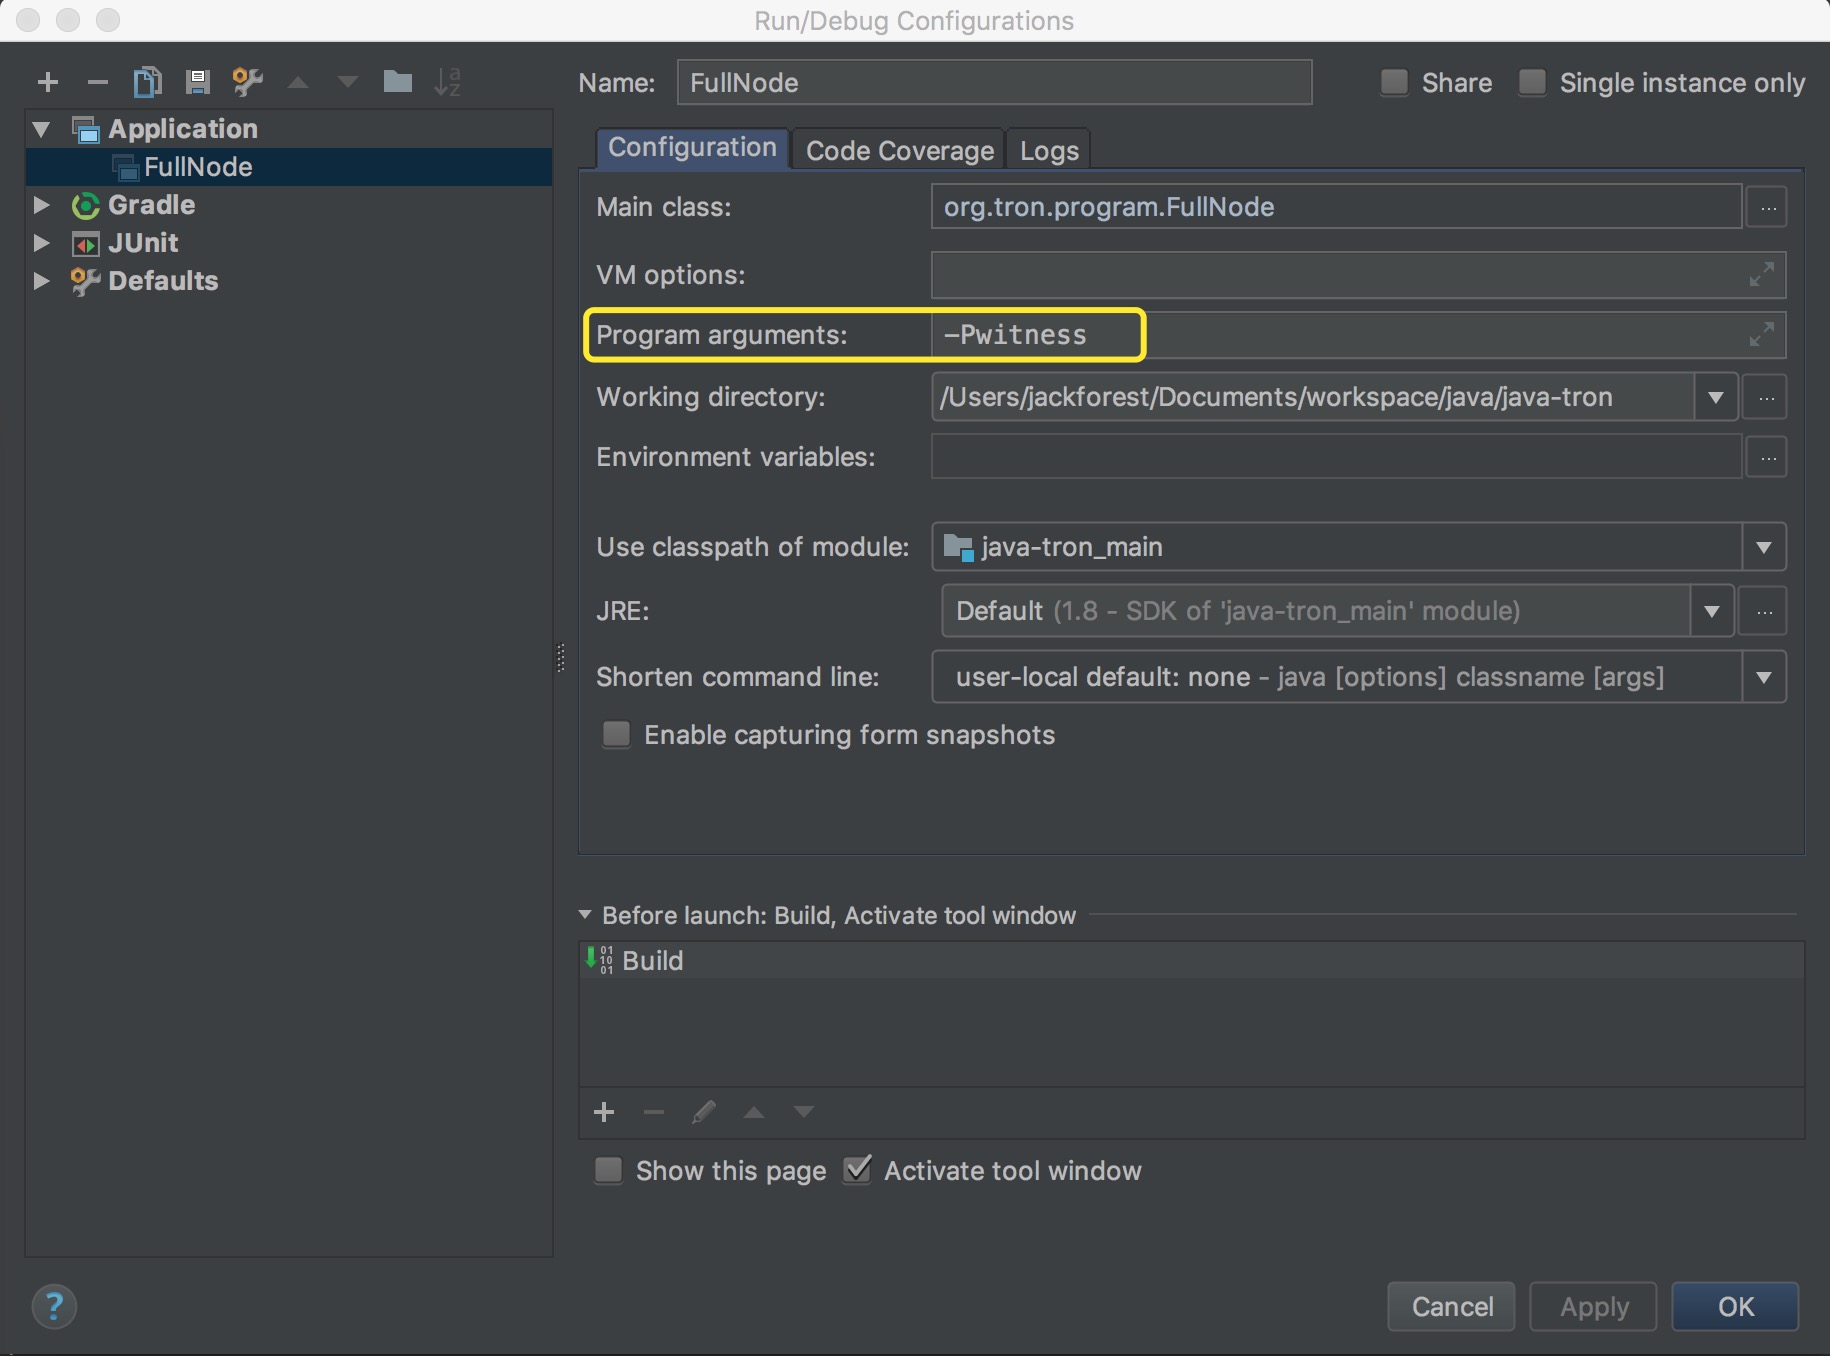 Run/Debug Configurations
Name: FullNode Share Single instance only
Application
FullNode
Gradle
JUnit
Defaults
Configuration Code Coverage Logs
Main class: org.tron.program.FullNode ...
VM options:
Program arguments: –Pwitness
Working directory: /Users/jackforest/Documents/workspace/java/java-tron ...
Environment variables: ...
Use classpath of module: java-tron_main
JRE: Default (1.8 - SDK of 'java-tron_main' module) ...
Shorten command line: user-local default: none - java [options] classname [args]
Enable capturing form snapshots
Before launch: Build, Activate tool window
Build
Show this page Activate tool window
? Cancel Apply OK